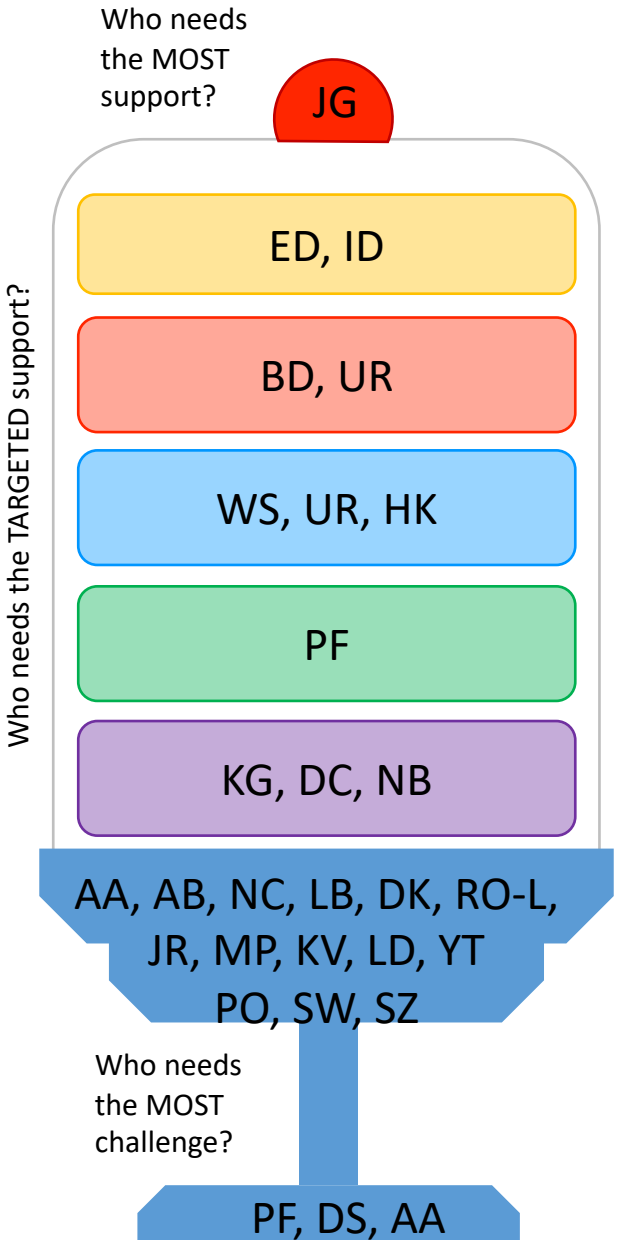 Who needs
the MOST
support?
JG
Who needs the TARGETED support?
ED, ID
BD, UR
WS, UR, HK
PF
KG, DC, NB
AA, AB, NC, LB, DK, RO-L,
JR, MP, KV, LD, YT
PO, SW, SZ
Who needs
the MOST
challenge?
PF, DS, AA